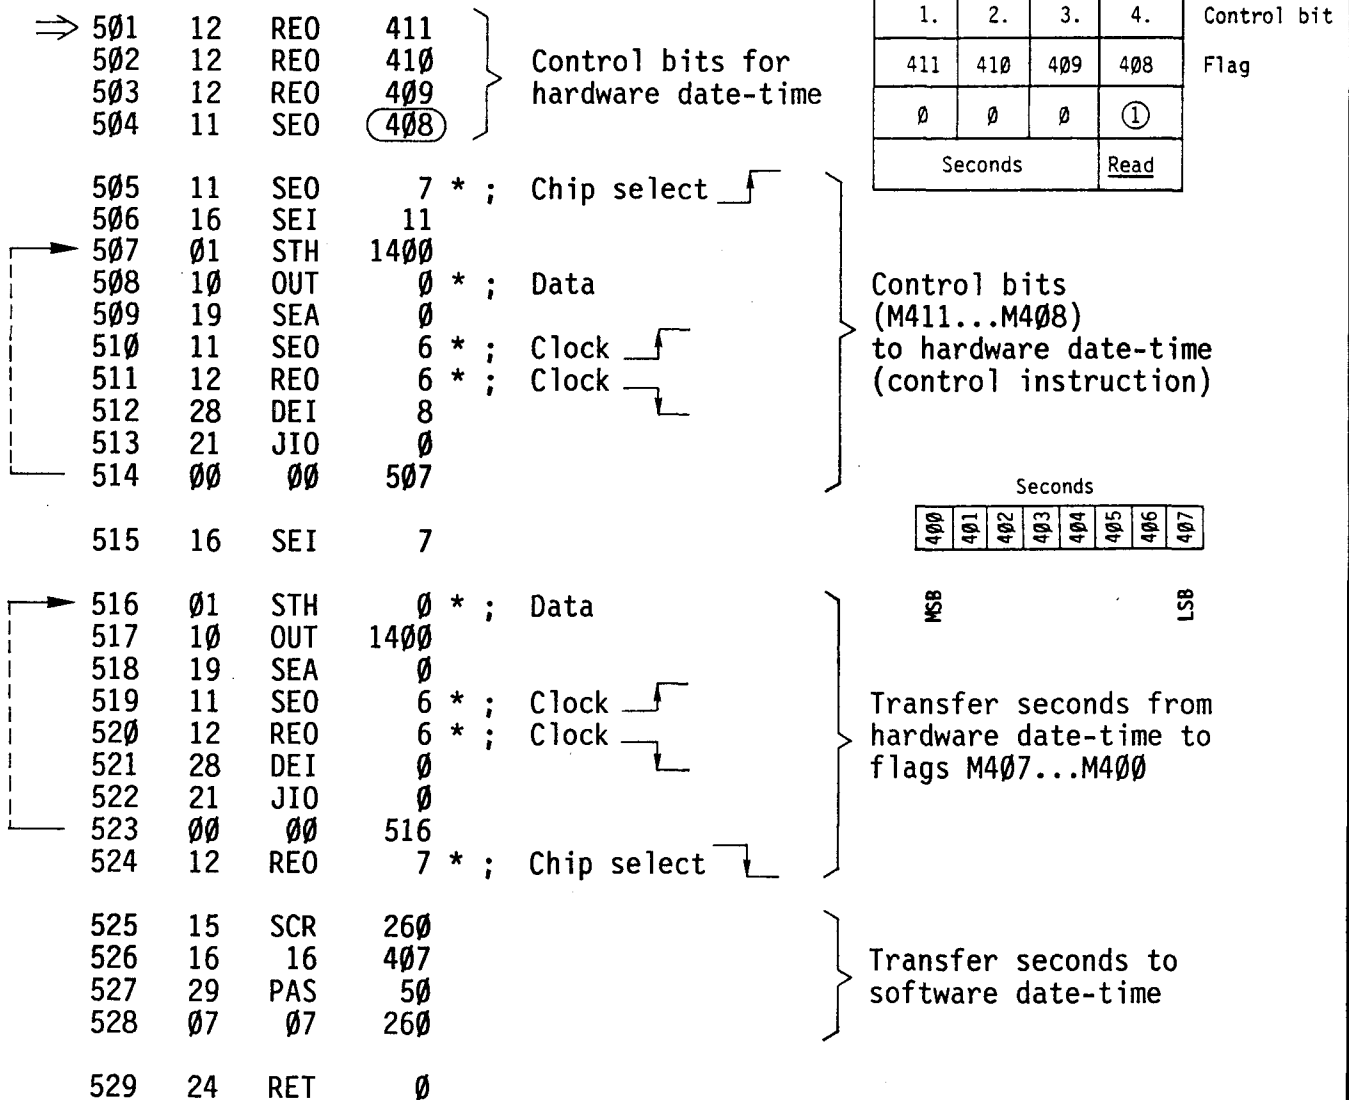 501 12 REO 411
502 12 REO 410
503 12 REO 409
504 11 SEO 408
Control bits for
hardware date-time
1. 2. 3. 4. Control bit
411 410 409 408 Flag
0 0 0 1
Seconds Read
505 11 SEO 7 * ; Chip select
506 16 SEI 11
507 01 STH 1400
508 10 OUT 0 * ; Data
509 19 SEA 0
510 11 SEO 6 * ; Clock
511 12 REO 6 * ; Clock
512 28 DEI 8
513 21 JIO 0
514 00 00 507
Control bits
(M411...M408)
to hardware date-time
(control instruction)
Seconds
400 401 402 403 404 405 406 407
MSB LSB
515 16 SEI 7
516 01 STH 0 * ; Data
517 10 OUT 1400
518 19 SEA 0
519 11 SEO 6 * ; Clock
520 12 REO 6 * ; Clock
521 28 DEI 0
522 21 JIO 0
523 00 00 516
524 12 REO 7 * ; Chip select
Transfer seconds from
hardware date-time to
flags M407...M400
525 15 SCR 260
526 16 16 407
527 29 PAS 50
528 07 07 260
Transfer seconds to
software date-time
529 24 RET 0